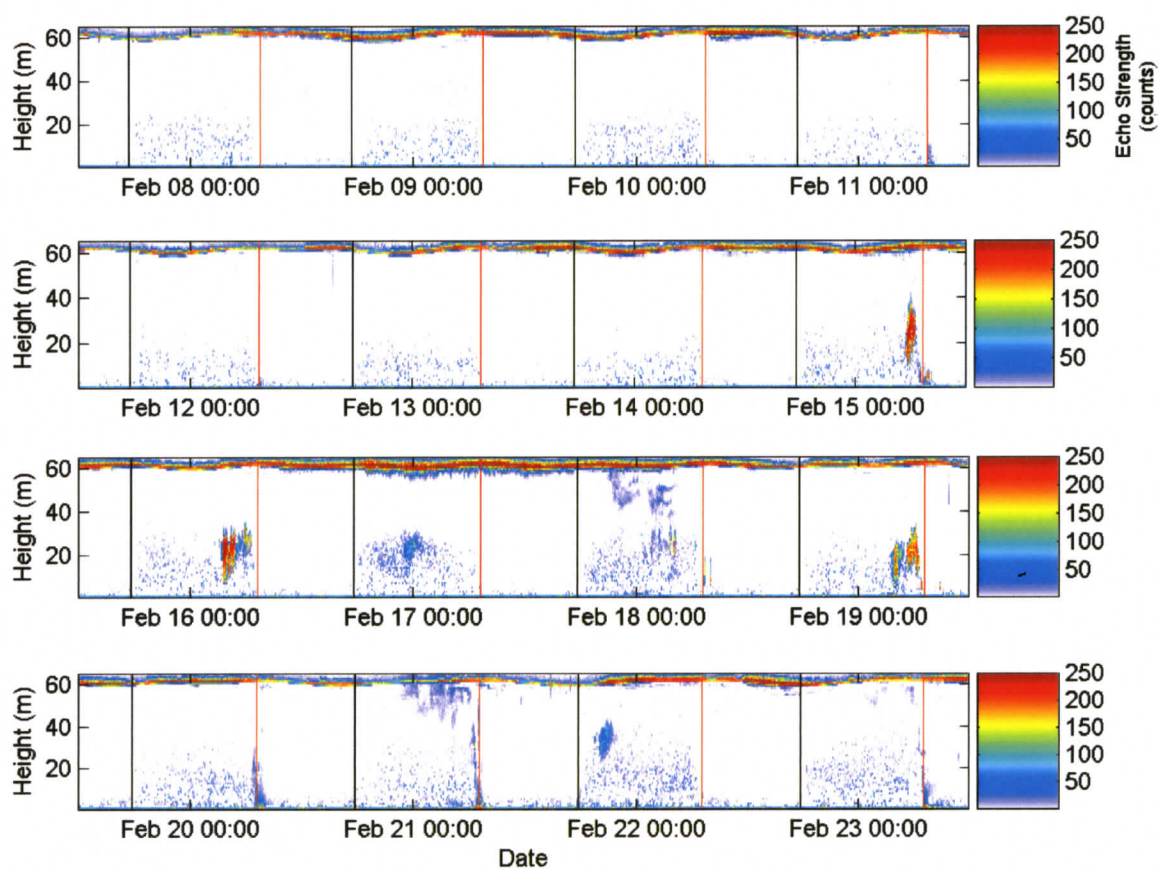 Height (m)
60
40
20
Feb 08 00:00
Feb 09 00:00
Feb 10 00:00
Feb 11 00:00
250
200
150
100
50
Echo Strength
(counts)
Height (m)
60
40
20
Feb 12 00:00
Feb 13 00:00
Feb 14 00:00
Feb 15 00:00
250
200
150
100
50
Height (m)
60
40
20
Feb 16 00:00
Feb 17 00:00
Feb 18 00:00
Feb 19 00:00
250
200
150
100
50
Height (m)
60
40
20
Feb 20 00:00
Feb 21 00:00
Feb 22 00:00
Feb 23 00:00
250
200
150
100
50
Date